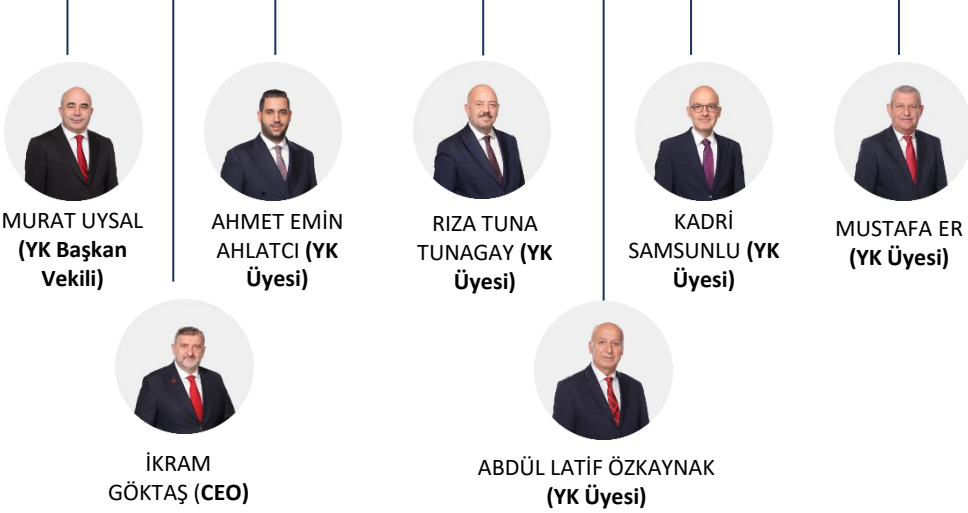 MURAT UYSAL
(YK Başkan
Vekili)
AHMET EMİN
AHLATCI (YK
Üyesi)
RIZA TUNA
TUNAGAY (YK
Üyesi)
KADRİ
SAMSUNLU (YK
Üyesi)
MUSTAFA ER
(YK Üyesi)
İKRAM
GÖKTAŞ (CEO)
ABDÜL LATİF ÖZKAYNAK
(YK Üyesi)